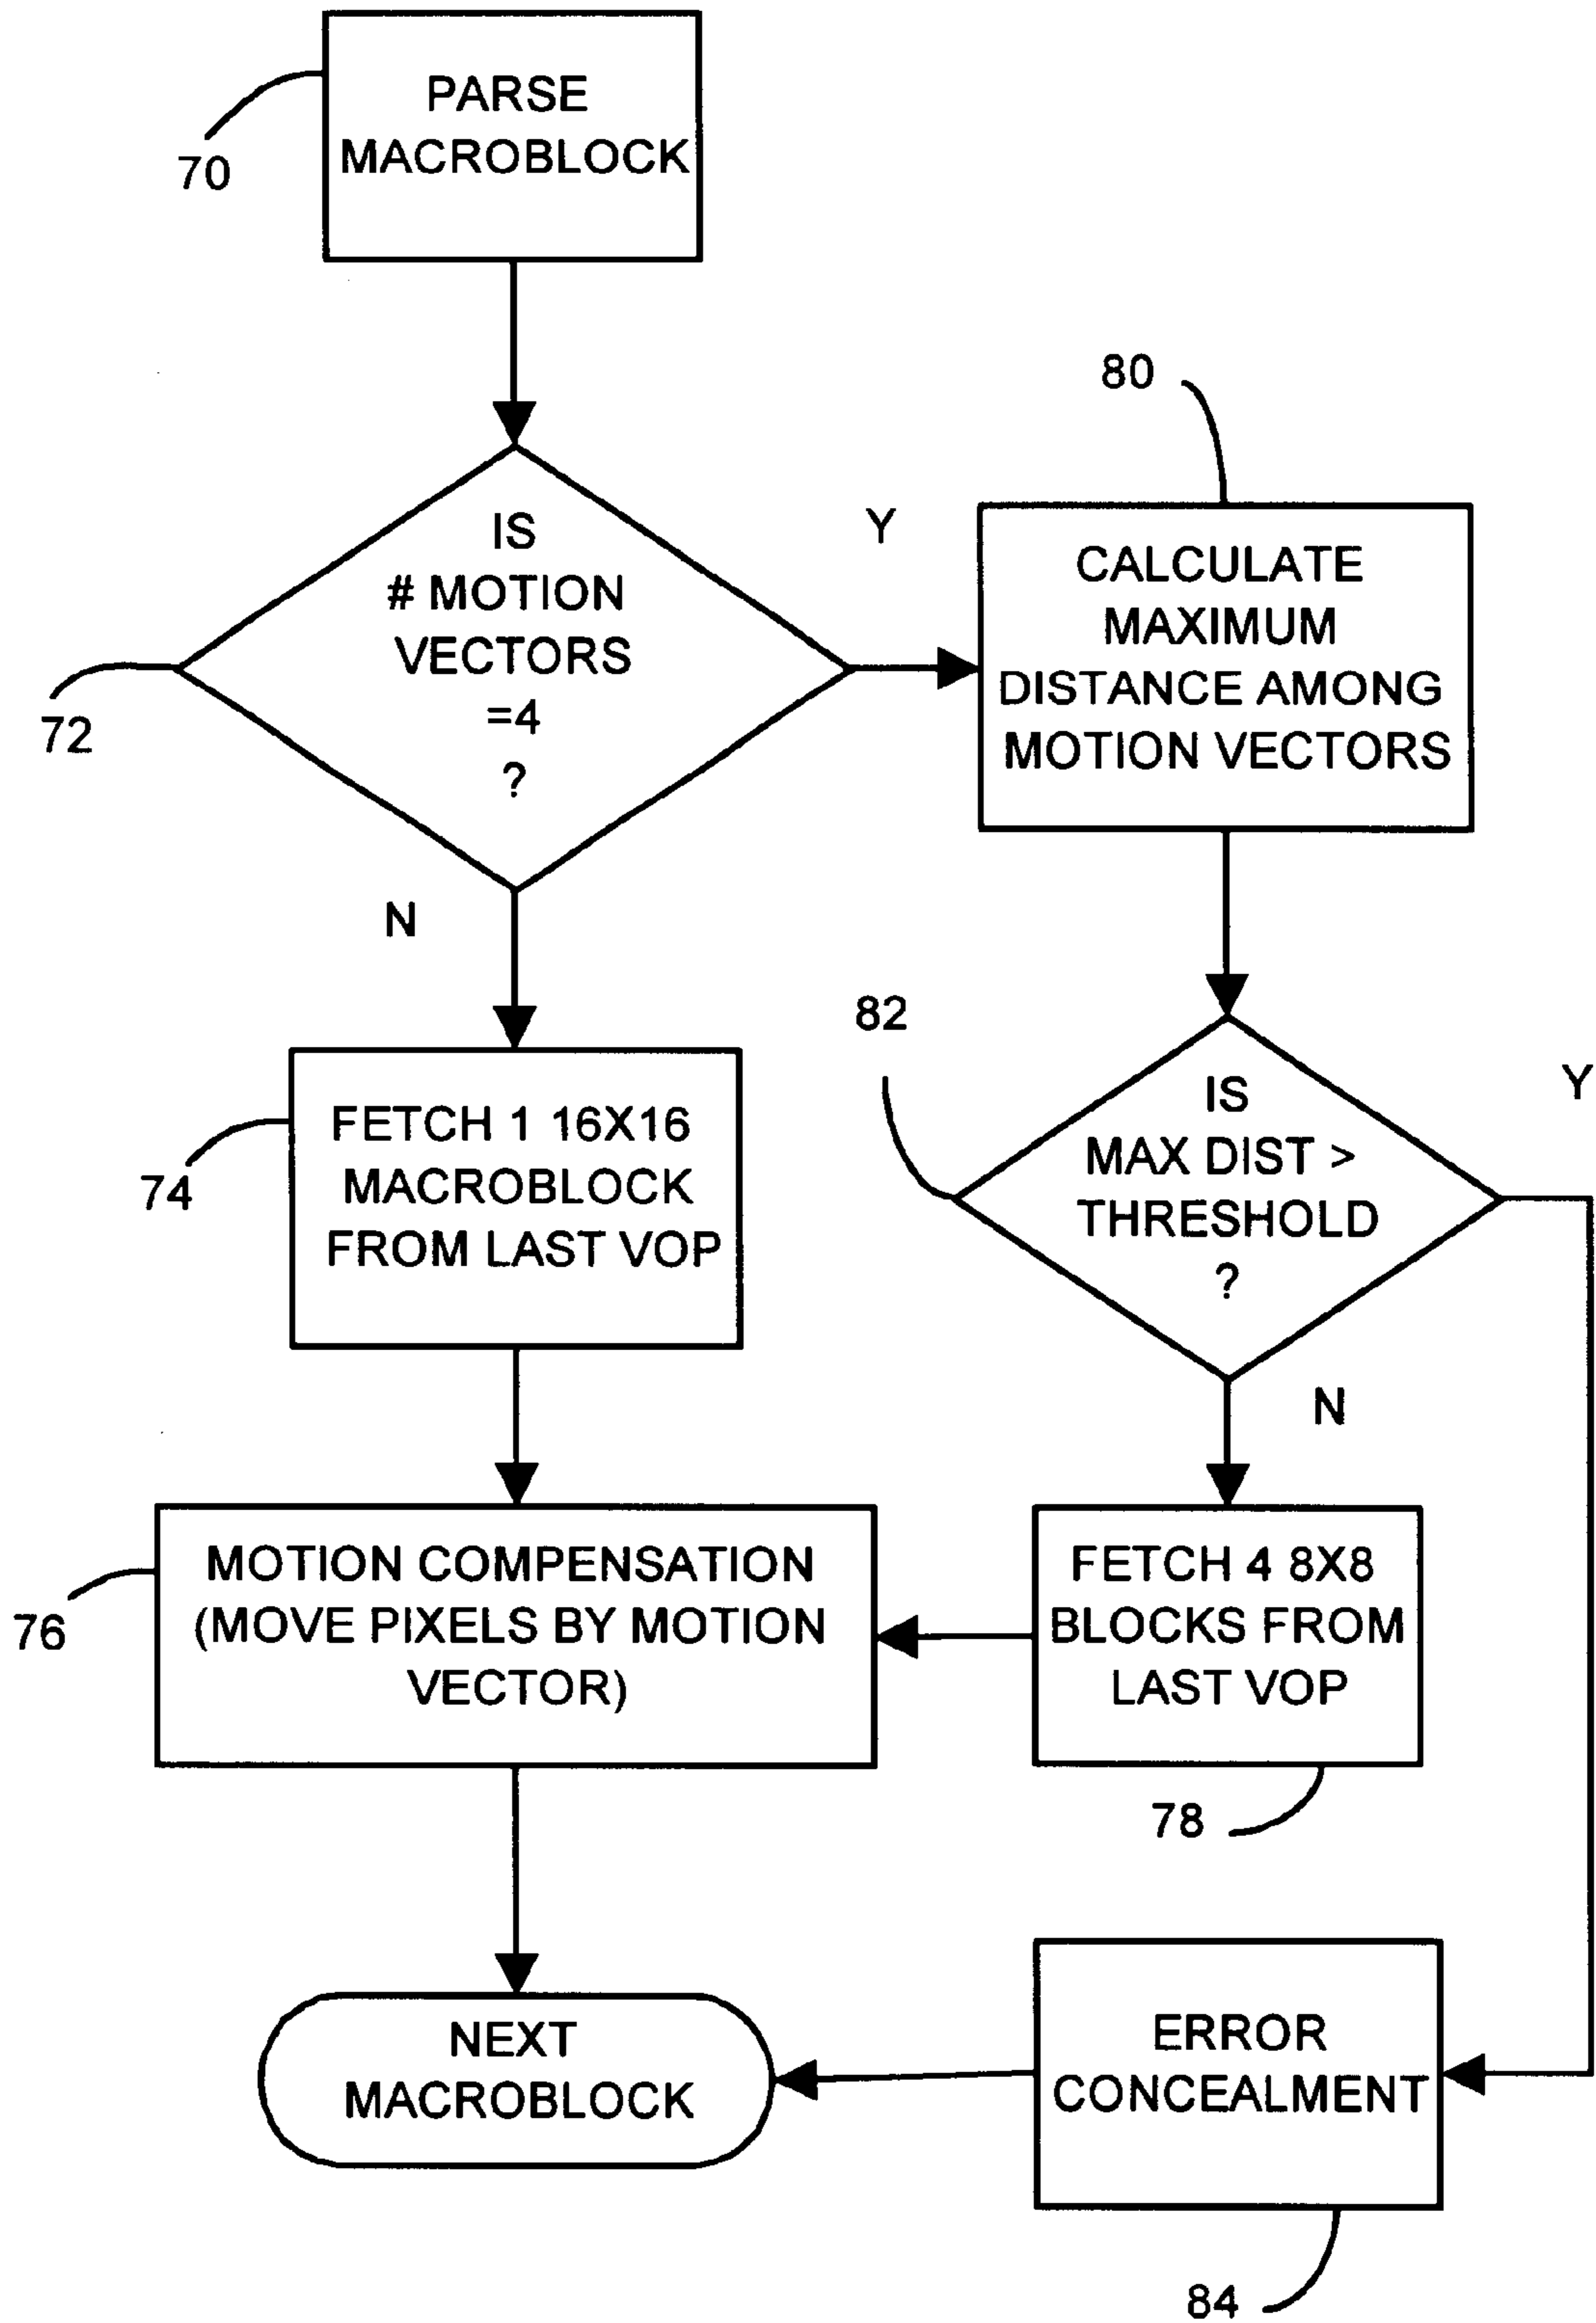 PARSE
MACROBLOCK
70
80
IS
# MOTION
VECTORS
=4
?
72
Y
N
CALCULATE
MAXIMUM
DISTANCE AMONG
MOTION VECTORS
82
IS
MAX DIST >
THRESHOLD
?
Y
N
FETCH 1 16X16
MACROBLOCK
FROM LAST VOP
74
MOTION COMPENSATION
(MOVE PIXELS BY MOTION
VECTOR)
76
FETCH 4 8X8
BLOCKS FROM
LAST VOP
78
NEXT
MACROBLOCK
ERROR
CONCEALMENT
84